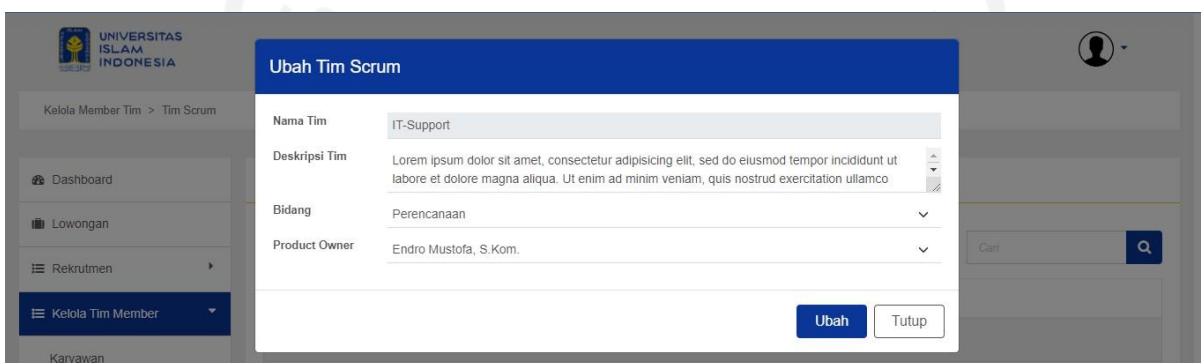 UNIVERSITAS
ISLAM
INDONESIA
Ubah Tim Scrum
Kelola Member Tim > Tim Scrum
Nama Tim
IT-Support
Deskripsi Tim
Lorem ipsum dolor sit amet, consectetur adipisicing elit, sed do eiusmod tempor incididunt ut
labore et dolore magna aliqua. Ut enim ad minim veniam, quis nostrud exercitation ullamco
Bidang
Perencanaan
Product Owner
Endro Mustofa, S.Kom.
Ubah
Tutup
Dashboard
Lowongan
Rekrutmen
Kelola Tim Member
Karyawan
Cari